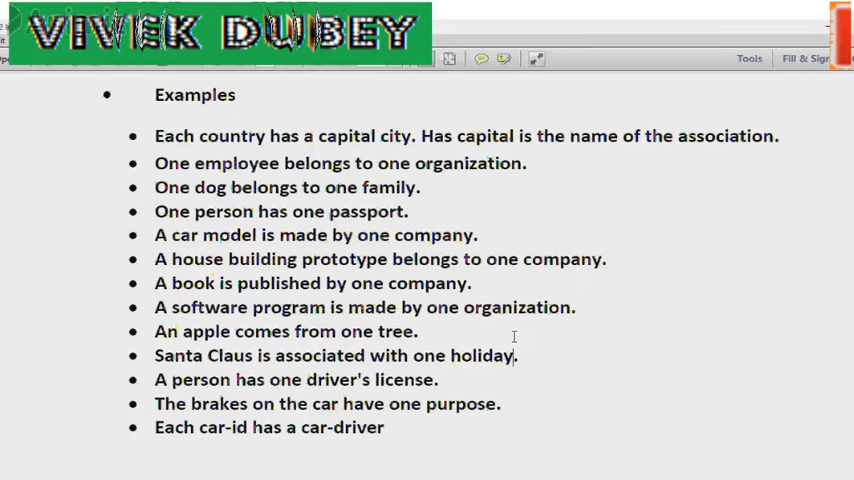 VIVEK DUBEY
Tools
Fill & Sign
Examples
Each country has a capital city. Has capital is the name of the association.
One employee belongs to one organization.
One dog belongs to one family.
One person has one passport.
A car model is made by one company.
A house building prototype belongs to one company.
A book is published by one company.
A software program is made by one organization.
An apple comes from one tree.
Santa Claus is associated with one holiday.
A person has one driver's license.
The brakes on the car have one purpose.
Each car-id has a car-driver